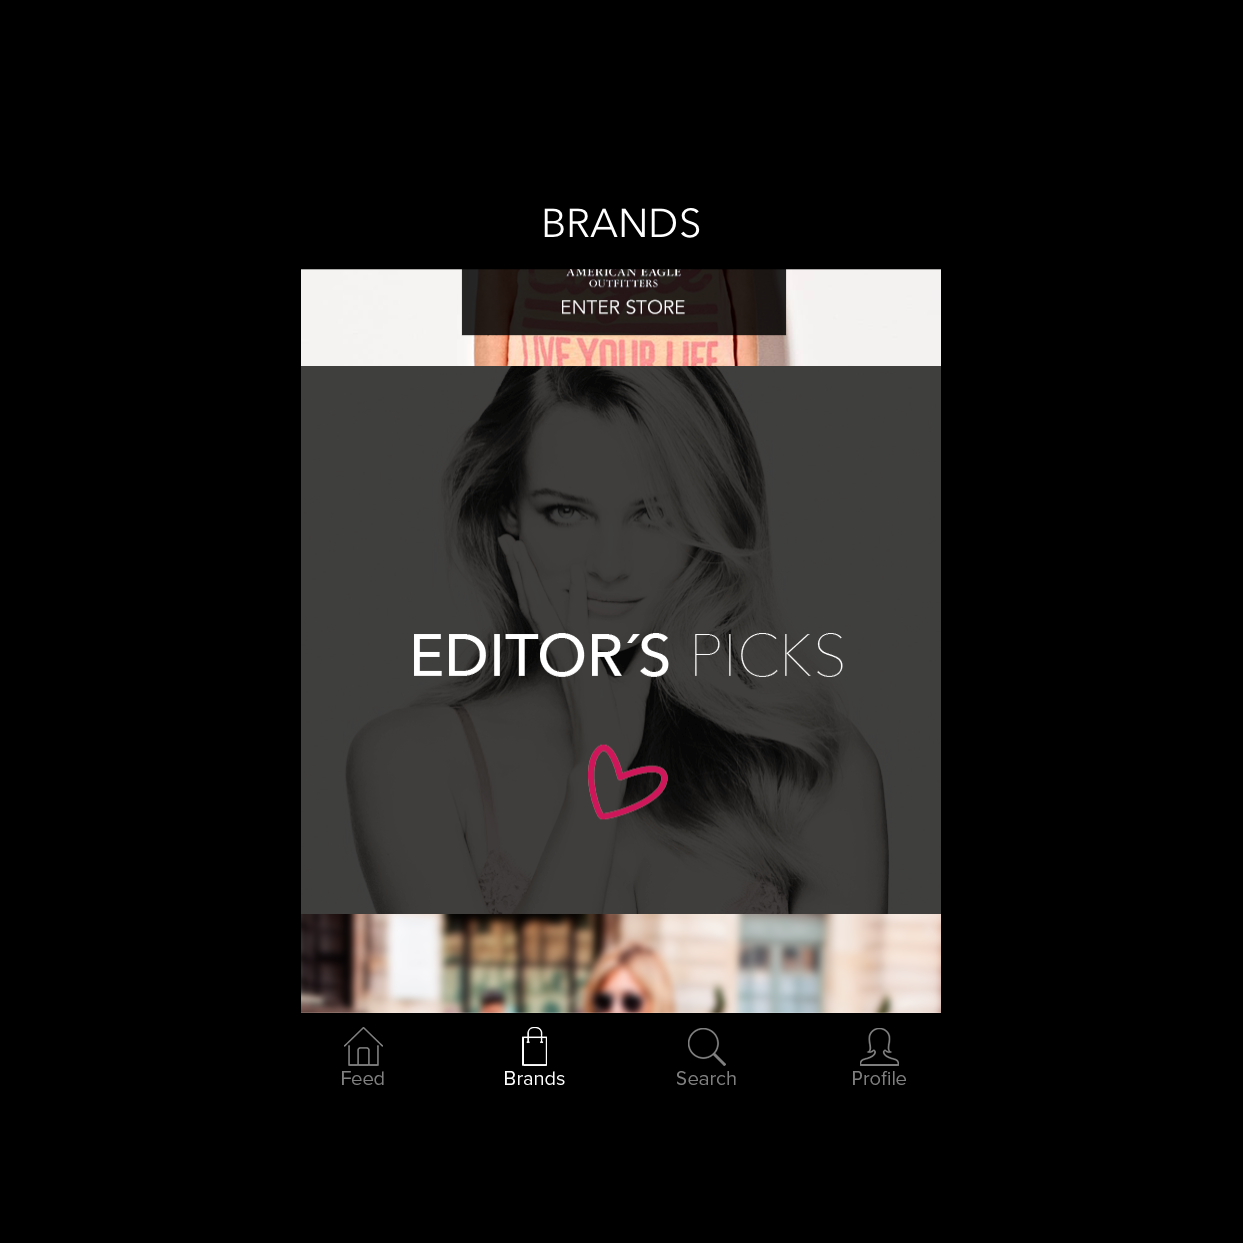 BRANDS
AMERICAN EAGLE
OUTFITTERS
ENTER STORE
LIVE YOUR LIFE
EDITOR´S PICKS
Feed
Brands
Search
Profile